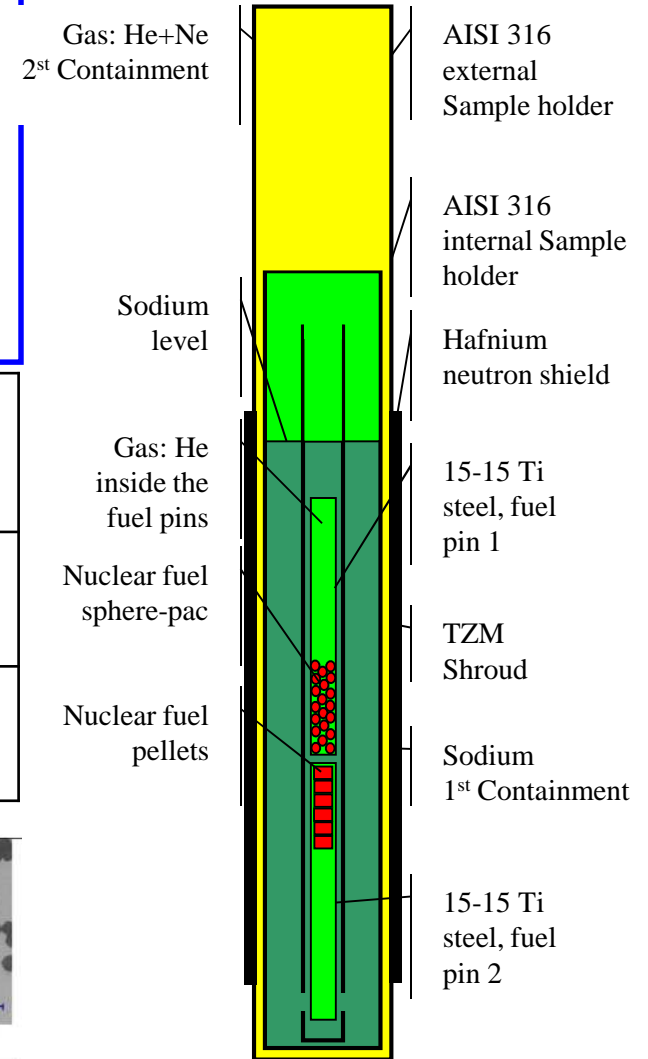 Gas: He+Ne
2st Containment
Sodium
level
Gas: He
inside the
fuel pins
Nuclear fuel
sphere-pac
Nuclear fuel
pellets
AISI 316
external
Sample holder
AISI 316
internal Sample
holder
Hafnium
neutron shield
15-15 Ti
steel, fuel
pin 1
TZM
Shroud
Sodium
1st Containment
15-15 Ti
steel, fuel
pin 2